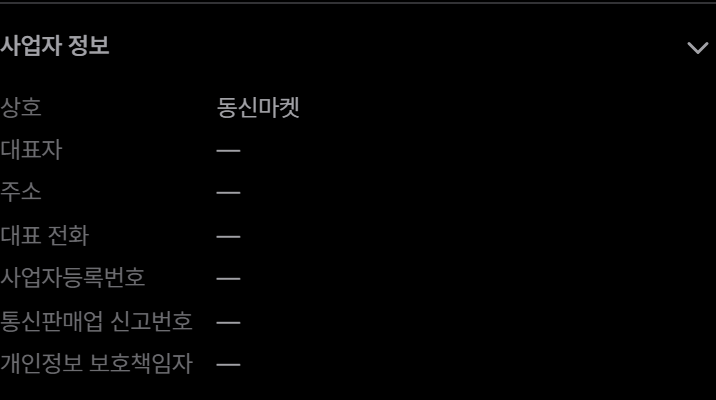 사업자 정보
상호 동신마켓
대표자 —
주소 —
대표 전화 —
사업자등록번호 —
통신판매업 신고번호 —
개인정보 보호책임자 —